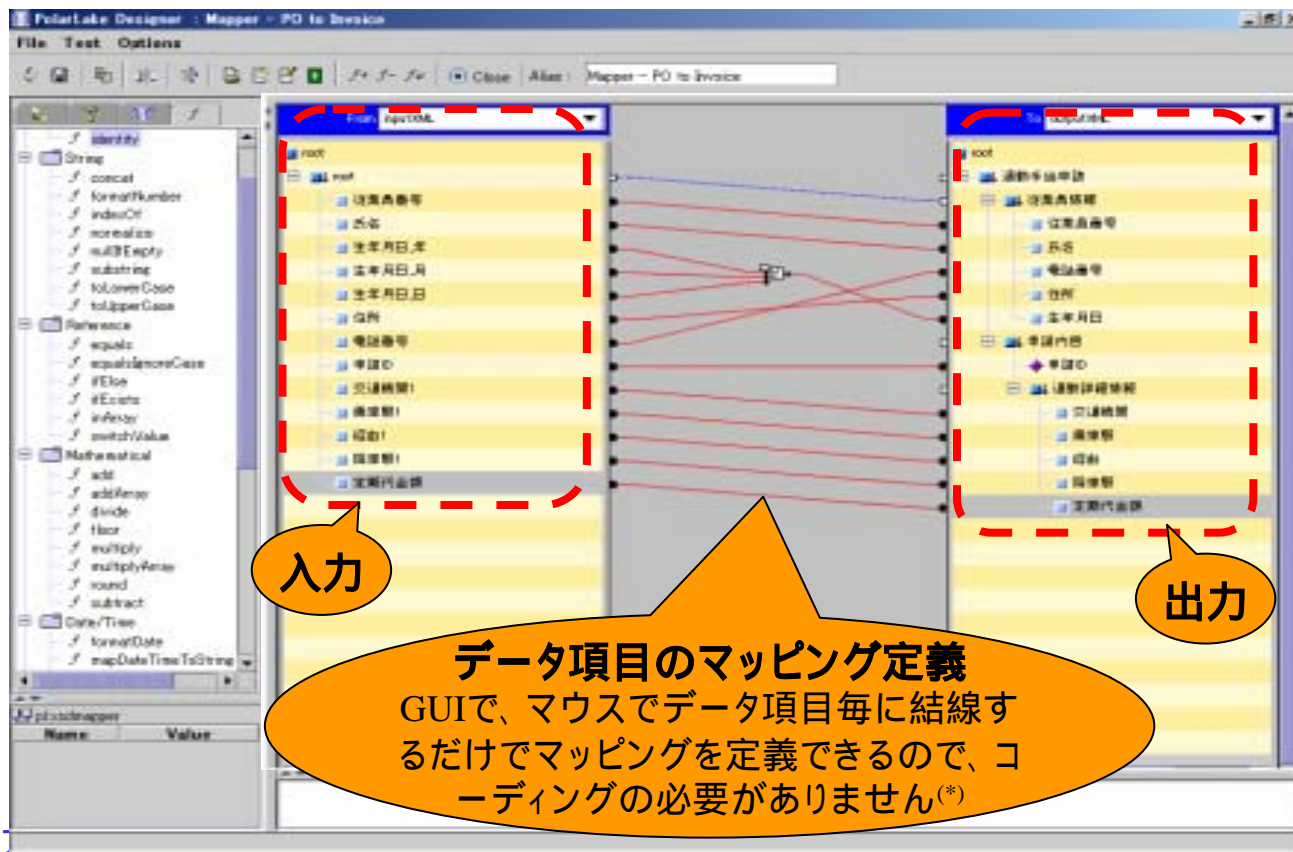 PolarLake Designer : Mapper - PO to Invoice
File Test Options
Close Alias : Mapper - PO to Invoice
identity
String
concat
formatNumber
indexOf
normalize
nullIfEmpty
substring
toLowerCase
toUpperCase
Reference
equals
equalsIgnoreCase
ifElse
ifExists
inArray
switchValue
Mathematical
add
addArray
divide
floor
multiply
multiplyArray
round
subtract
Date/Time
formatDate
mapDateTimeToString
pl:xsdmapper
Name Value
From inputXML
root
root
従業員番号
氏名
生年月日.年
生年月日.月
生年月日.日
住所
電話番号
申請ID
交通機関1
乗車駅1
経由1
降車駅1
定期代金額
To outputXML
root
通勤手当申請
従業員情報
従業員番号
氏名
電話番号
住所
生年月日
申請内容
申請ID
通勤詳細情報
交通機関
乗車駅
経由
降車駅
定期代金額
入力
出力
データ項目のマッピング定義
GUIで、マウスでデータ項目毎に結線す
るだけでマッピングを定義できるので、コ
ーディングの必要がありません(*)